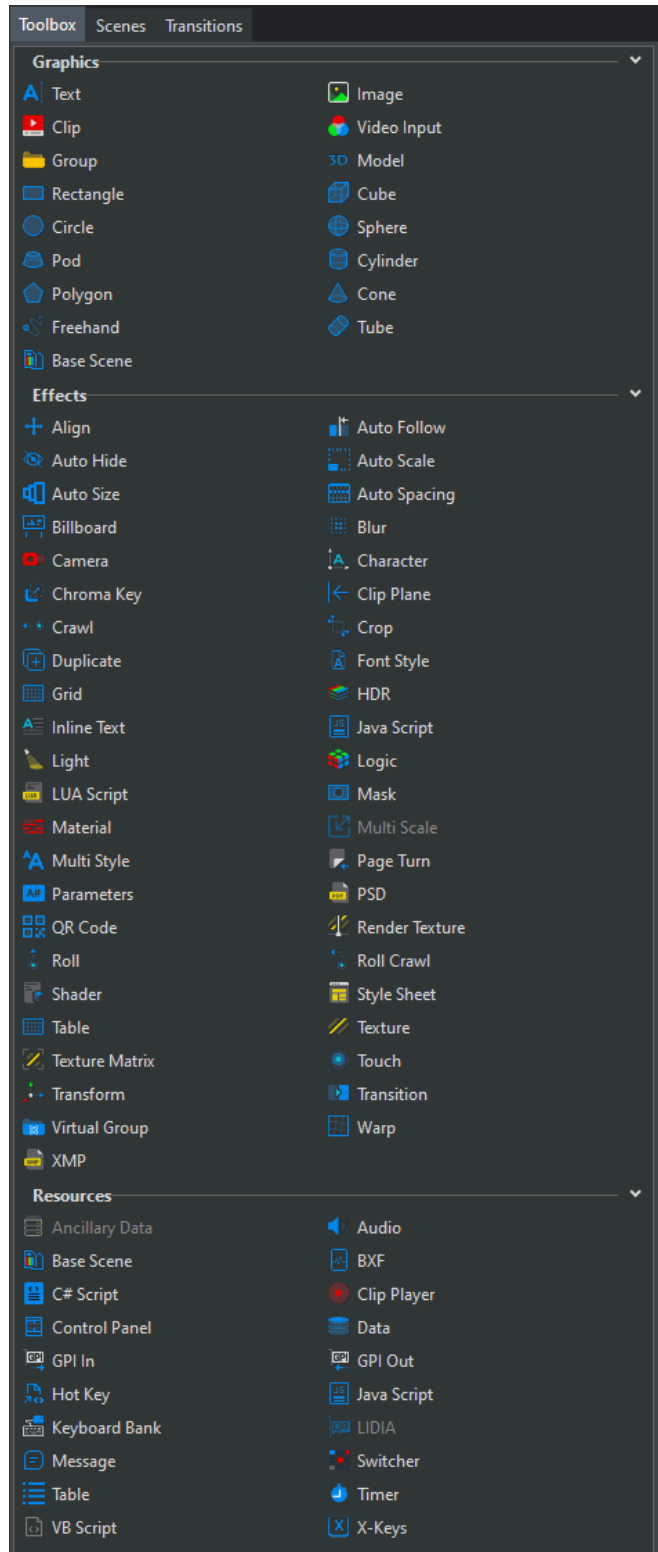 Toolbox Scenes Transitions
Graphics
Text Image
Clip Video Input
Group 3D Model
Rectangle Cube
Circle Sphere
Pod Cylinder
Polygon Cone
Freehand Tube
Base Scene
Effects
Align Auto Follow
Auto Hide Auto Scale
Auto Size Auto Spacing
Billboard Blur
Camera Character
Chroma Key Clip Plane
Crawl Crop
Duplicate Font Style
Grid HDR
Inline Text Java Script
Light Logic
LUA Script Mask
Material Multi Scale
Multi Style Page Turn
Parameters PSD
QR Code Render Texture
Roll Roll Crawl
Shader Style Sheet
Table Texture
Texture Matrix Touch
Transform Transition
Virtual Group Warp
XMP
Resources
Ancillary Data Audio
Base Scene BXF
C# Script Clip Player
Control Panel Data
GPI GPI In GPI GPI Out
Hot Key Java Script
Keyboard Bank LIDIA
Message Switcher
Table Timer
VB Script X X-Keys